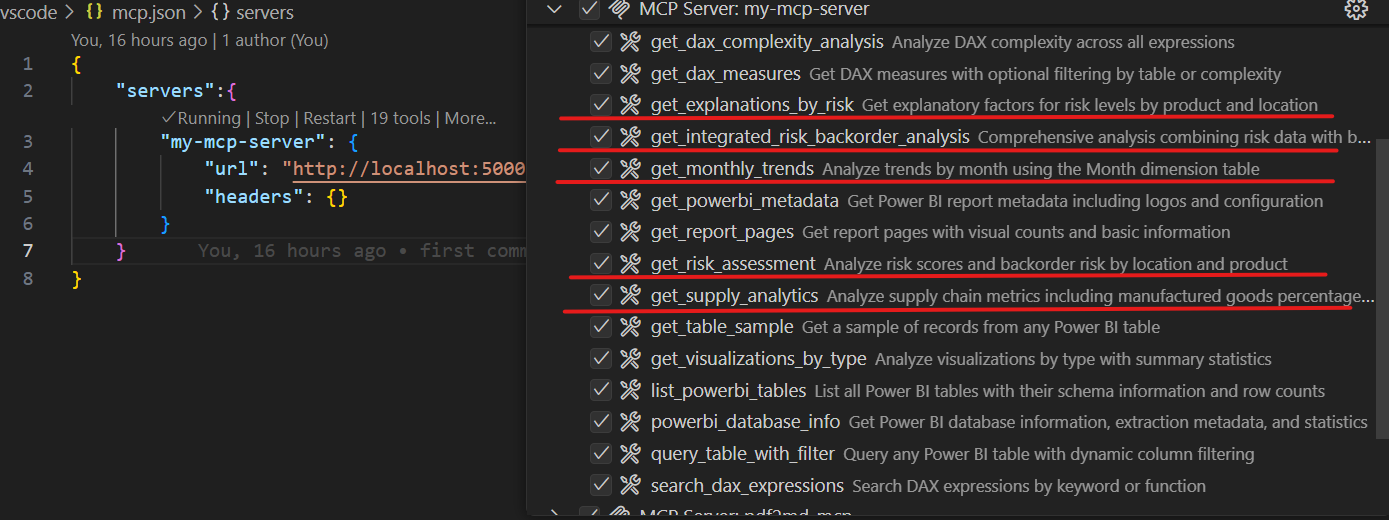 vscode > {} mcp.json > {} servers
You, 16 hours ago | 1 author (You)
1 {
2 "servers":{
✓Running | Stop | Restart | 19 tools | More...
3 "my-mcp-server": {
4 "url": "http://localhost:5000
5 "headers": {}
6 }
7 } You, 16 hours ago • first comm
8 }
MCP Server: my-mcp-server
get_dax_complexity_analysis Analyze DAX complexity across all expressions
get_dax_measures Get DAX measures with optional filtering by table or complexity
get_explanations_by_risk Get explanatory factors for risk levels by product and location
get_integrated_risk_backorder_analysis Comprehensive analysis combining risk data with b...
get_monthly_trends Analyze trends by month using the Month dimension table
get_powerbi_metadata Get Power BI report metadata including logos and configuration
get_report_pages Get report pages with visual counts and basic information
get_risk_assessment Analyze risk scores and backorder risk by location and product
get_supply_analytics Analyze supply chain metrics including manufactured goods percentage...
get_table_sample Get a sample of records from any Power BI table
get_visualizations_by_type Analyze visualizations by type with summary statistics
list_powerbi_tables List all Power BI tables with their schema information and row counts
powerbi_database_info Get Power BI database information, extraction metadata, and statistics
query_table_with_filter Query any Power BI table with dynamic column filtering
search_dax_expressions Search DAX expressions by keyword or function
MCP Server: pdf2md_mcp